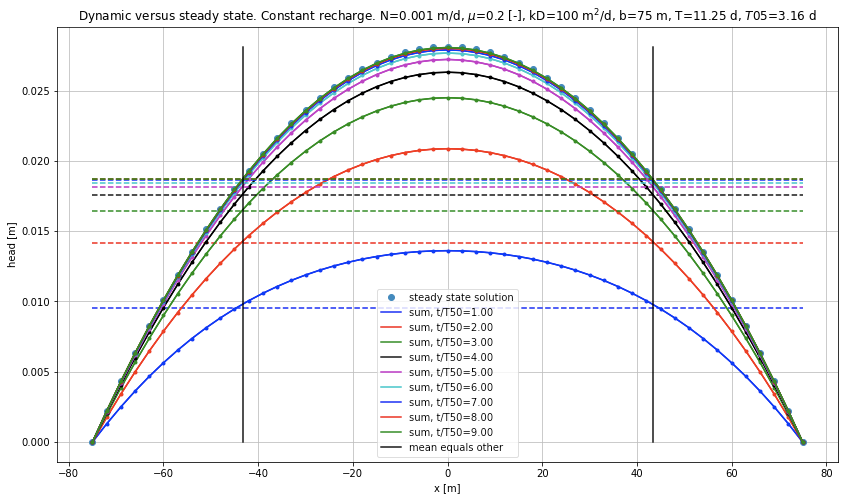 Dynamic versus steady state. Constant recharge. N=0.001 m/d, μ=0.2 [-], kD=100 m²/d, b=75 m, T=11.25 d, T05=3.16 d
head [m]
0.025
0.020
0.015
0.010
0.005
0.000
steady state solution
sum, t/T50=1.00
sum, t/T50=2.00
sum, t/T50=3.00
sum, t/T50=4.00
sum, t/T50=5.00
sum, t/T50=6.00
sum, t/T50=7.00
sum, t/T50=8.00
sum, t/T50=9.00
mean equals other
−80 −60 −40 −20 0 20 40 60 80
x [m]